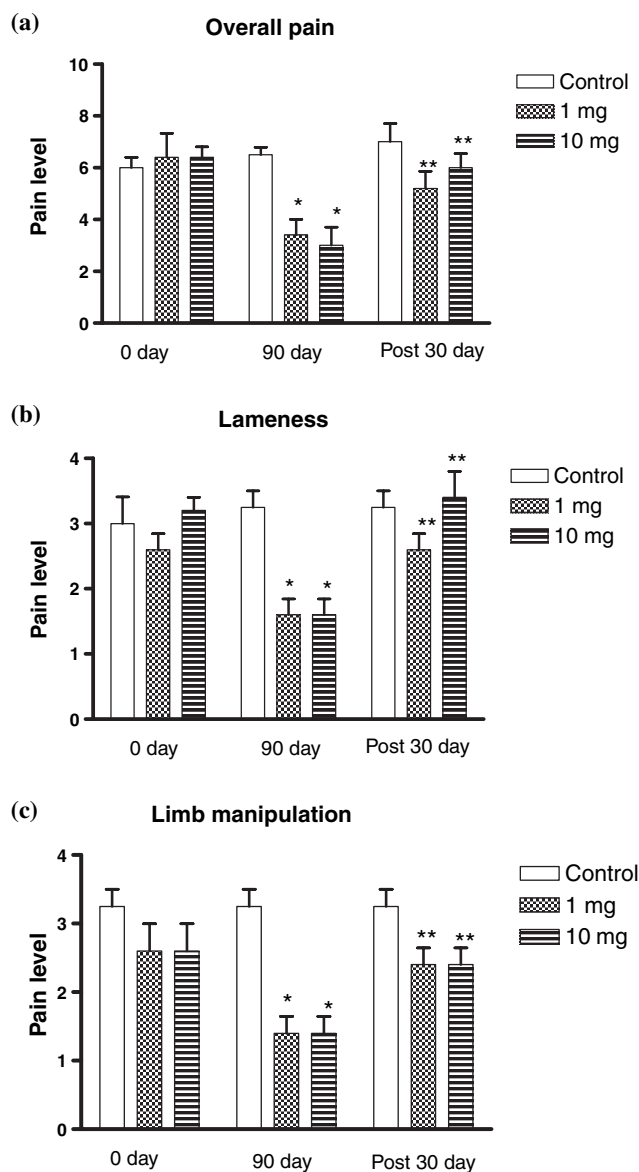 (a)
Overall pain
10
8
6
4
2
0
Pain level
* *
** **
0 day 90 day Post 30 day
Control
1 mg
10 mg
(b)
Lameness
4
3
2
1
0
Pain level
* *
** **
0 day 90 day Post 30 day
Control
1 mg
10 mg
(c)
Limb manipulation
4
3
2
1
0
Pain level
* *
** **
0 day 90 day Post 30 day
Control
1 mg
10 mg